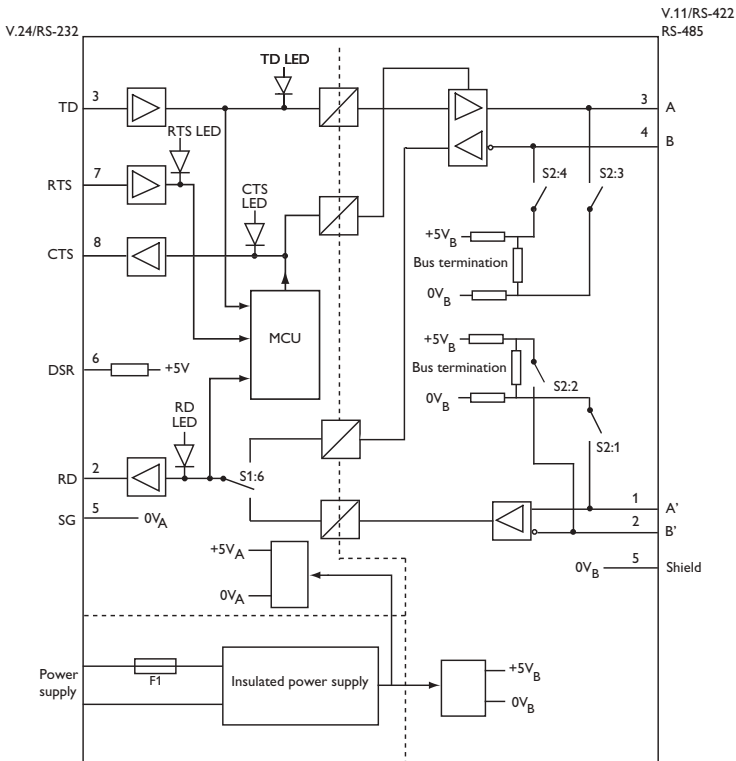 V.11/RS-422
V.24/RS-232
RS-485
TD LED
TD
3
3
A
4
B
RTS LED
RTS
7
S2:4
S2:3
CTS
LED
CTS
8
+5VB
Bus termination
0VB
MCU
+5VB
Bus termination
0VB
S2:2
S2:1
DSR
6
+5V
RD
LED
RD
2
S1:6
SG
5
0VA
1
A'
2
B'
0VB
5
Shield
+5VA
0VA
Power
supply
F1
Insulated power supply
+5VB
0VB